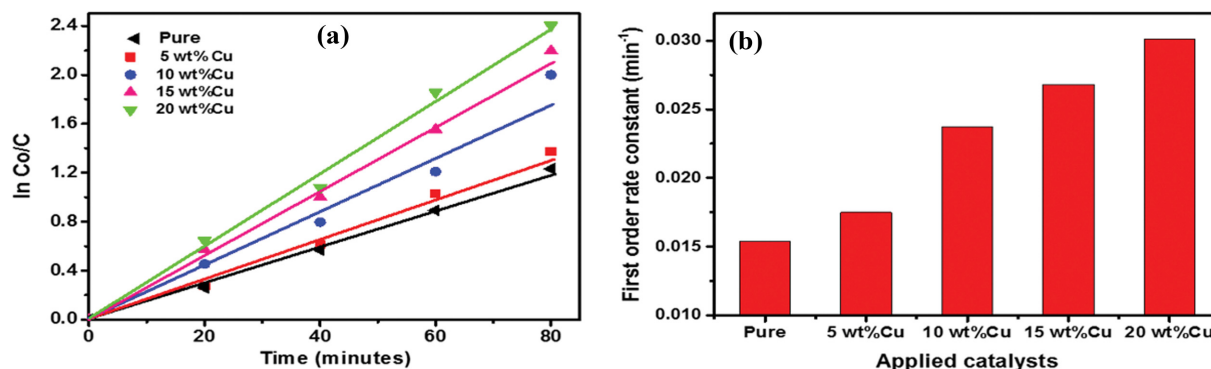 (a)
Pure
5 wt% Cu
10 wt%Cu
15 wt%Cu
20 wt%Cu
2.4
2.0
1.6
1.2
0.8
0.4
0.0
ln Co/C
0 20 40 60 80
Time (minutes)
(b)
0.030
0.025
0.020
0.015
0.010
First order rate constant (min⁻¹)
Pure 5 wt%Cu 10 wt%Cu 15 wt%Cu 20 wt%Cu
Applied catalysts